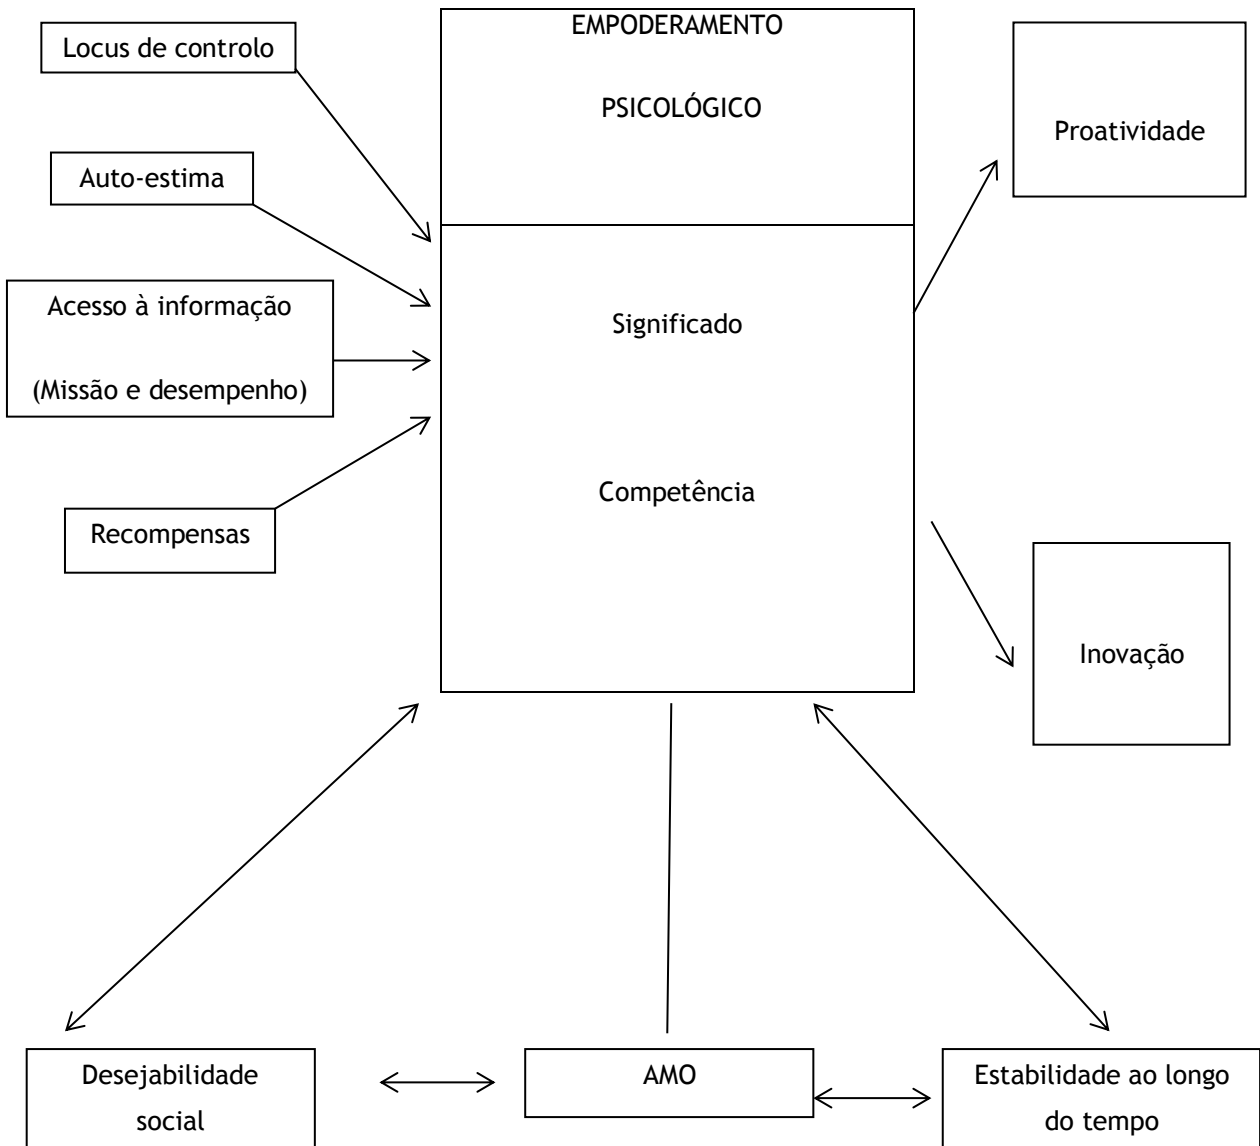 Locus de controlo
Auto-estima
Acesso à informação
(Missão e desempenho)
Recompensas
EMPODERAMENTO
PSICOLÓGICO
Significado
Competência
Proatividade
Inovação
Desejabilidade
social
AMO
Estabilidade ao longo
do tempo